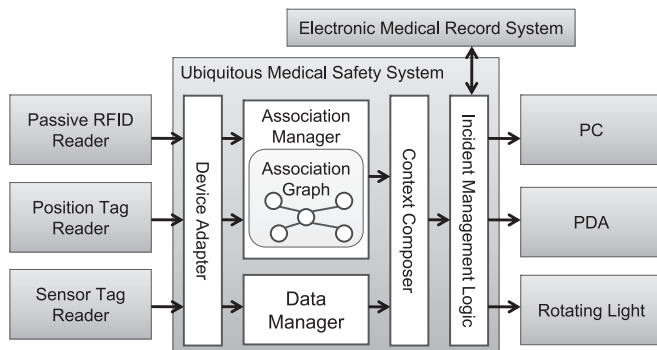 Electronic Medical Record System
Ubiquitous Medical Safety System
Passive RFID
Reader
Position Tag
Reader
Sensor Tag
Reader
Device Adapter
Association
Manager
Association
Graph
Data
Manager
Context Composer
Incident Management Logic
PC
PDA
Rotating Light